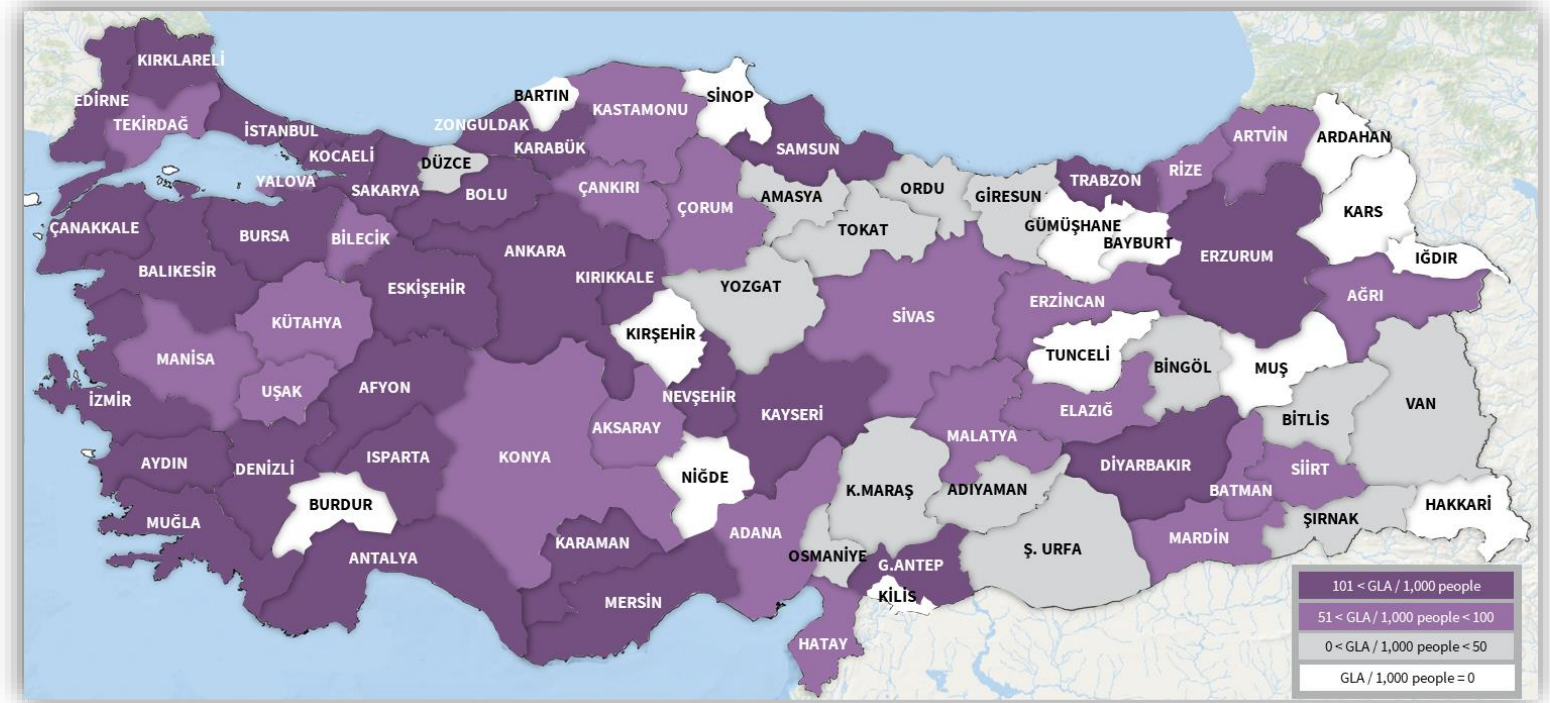 KIRKLARELİ
EDİRNE
TEKİRDAĞ
İSTANBUL
KOCAELİ
YALOVA
SAKARYA
DÜZCE
ZONGULDAK
BARTIN
KARABÜK
BOLU
KASTAMONU
SİNOP
ÇANKIRI
ÇORUM
SAMSUN
AMASYA
TOKAT
ORDU
GİRESUN
GÜMÜŞHANE
BAYBURT
TRABZON
RİZE
ARTVİN
ARDAHAN
KARS
IĞDIR
ERZURUM
AĞRI
ÇANAKKALE
BURSA
BİLECİK
BALIKESİR
ESKİŞEHİR
ANKARA
KIRIKKALE
YOZGAT
SİVAS
ERZİNCAN
KÜTAHYA
MANİSA
UŞAK
AFYON
KIRŞEHİR
NEVŞEHİR
KAYSERİ
TUNCELİ
BİNGÖL
MUŞ
ELAZIĞ
MALATYA
BİTLİS
VAN
İZMİR
AYDIN
DENİZLİ
ISPARTA
KONYA
AKSARAY
NİĞDE
BURDUR
MUĞLA
ANTALYA
KARAMAN
MERSİN
ADANA
K.MARAŞ
ADIYAMAN
DİYARBAKIR
BATMAN
SİİRT
MARDİN
ŞIRNAK
HAKKARİ
OSMANİYE
G.ANTEP
KİLİS
Ş. URFA
HATAY
101 < GLA / 1,000 people
51 < GLA / 1,000 people < 100
0 < GLA / 1,000 people < 50
GLA / 1,000 people = 0